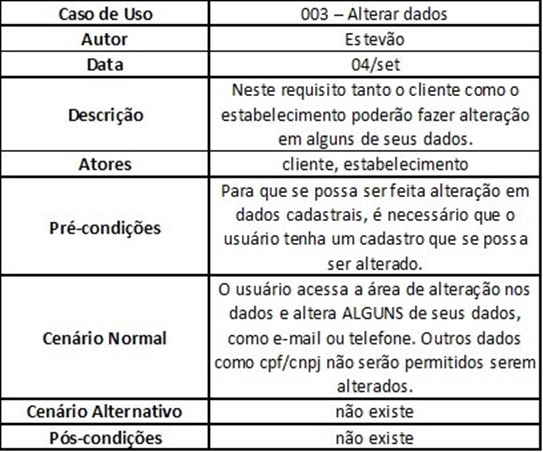 Caso de Uso 003 – Alterar dados
Autor Estevão
Data 04/set
Descrição
Neste requisito tanto o cliente como o
estabelecimento poderão fazer alteração
em alguns de seus dados.
Atores cliente, estabelecimento
Pré-condições
Para que se possa ser feita alteração em
dados cadastrais, é necessário que o
usuário tenha um cadastro que se possa
ser alterado.
Cenário Normal
O usuário acessa a área de alteração nos
dados e altera ALGUNS de seus dados,
como e-mail ou telefone. Outros dados
como cpf/cnpj não serão permitidos serem
alterados.
Cenário Alternativo não existe
Pós-condições não existe